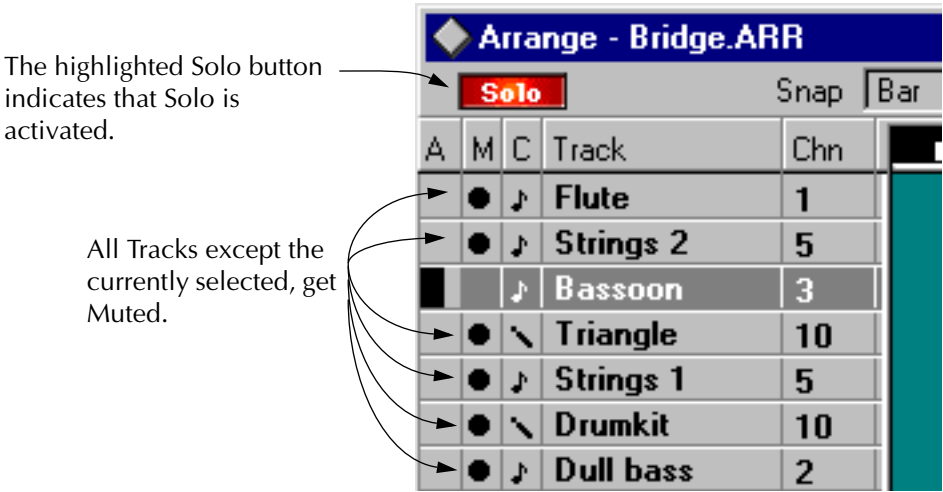 Arrange - Bridge.ARR
The highlighted Solo button
indicates that Solo is
activated.
Solo Snap Bar
A M C Track Chn
Flute 1
Strings 2 5
Bassoon 3
Triangle 10
Strings 1 5
Drumkit 10
Dull bass 2
All Tracks except the
currently selected, get
Muted.